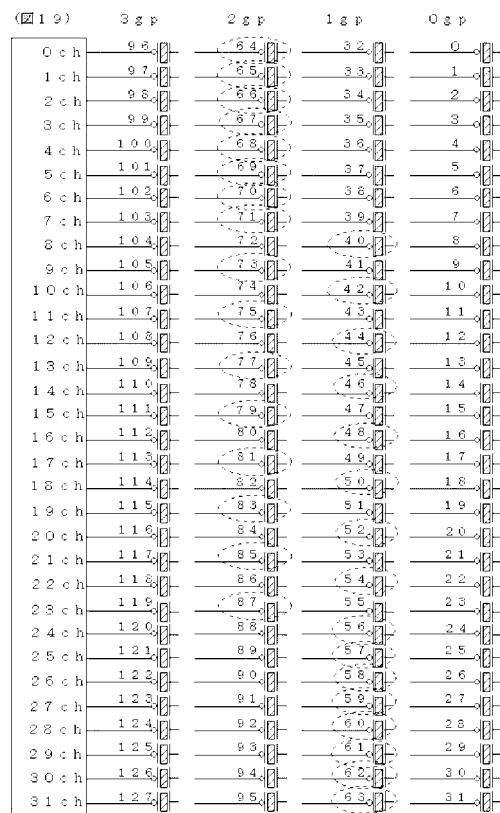 (図19) 3gp 2gp 1gp 0gp
0ch 96 64 32 0
1ch 97 65 33 1
2ch 98 66 34 2
3ch 99 67 35 3
4ch 100 68 36 4
5ch 101 69 37 5
6ch 102 70 38 6
7ch 103 71 39 7
8ch 104 72 40 8
9ch 105 73 41 9
10ch 106 74 42 10
11ch 107 75 43 11
12ch 108 76 44 12
13ch 109 77 45 13
14ch 110 78 46 14
15ch 111 79 47 15
16ch 112 80 48 16
17ch 113 81 49 17
18ch 114 82 50 18
19ch 115 83 51 19
20ch 116 84 52 20
21ch 117 85 53 21
22ch 118 86 54 22
23ch 119 87 55 23
24ch 120 88 56 24
25ch 121 89 57 25
26ch 122 90 58 26
27ch 123 91 59 27
28ch 124 92 60 28
29ch 125 93 61 29
30ch 126 94 62 30
31ch 127 95 63 31